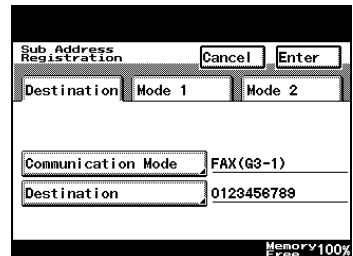 Sub Address
Registration
Cancel Enter
Destination Mode 1 Mode 2
Communication Mode FAX(G3-1)
Destination 0123456789
Memory 100%
Free